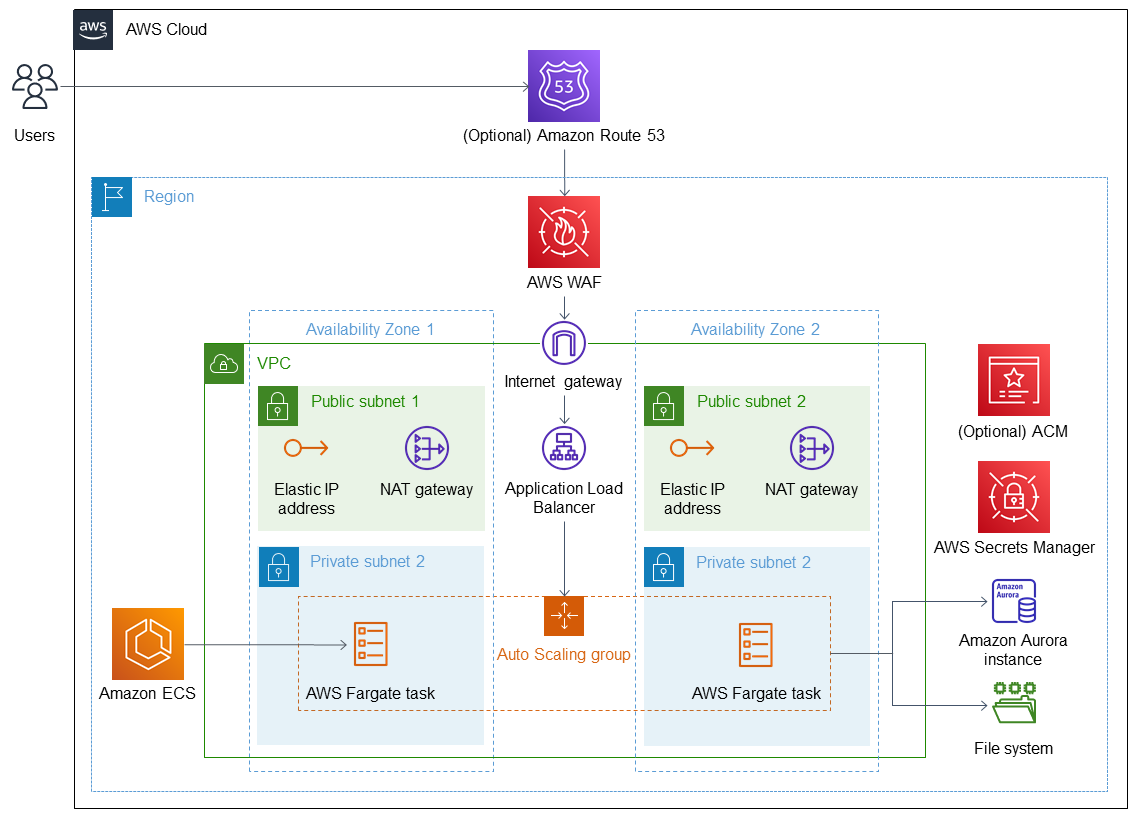 aws
AWS Cloud
Users
53
(Optional) Amazon Route 53
Region
AWS WAF
Availability Zone 1
Availability Zone 2
VPC
Internet gateway
Public subnet 1
Public subnet 2
(Optional) ACM
Elastic IP
address
NAT gateway
Application Load
Balancer
Elastic IP
address
NAT gateway
AWS Secrets Manager
Private subnet 2
Private subnet 2
Amazon
Aurora
Amazon Aurora
instance
Auto Scaling group
Amazon ECS
AWS Fargate task
AWS Fargate task
File system